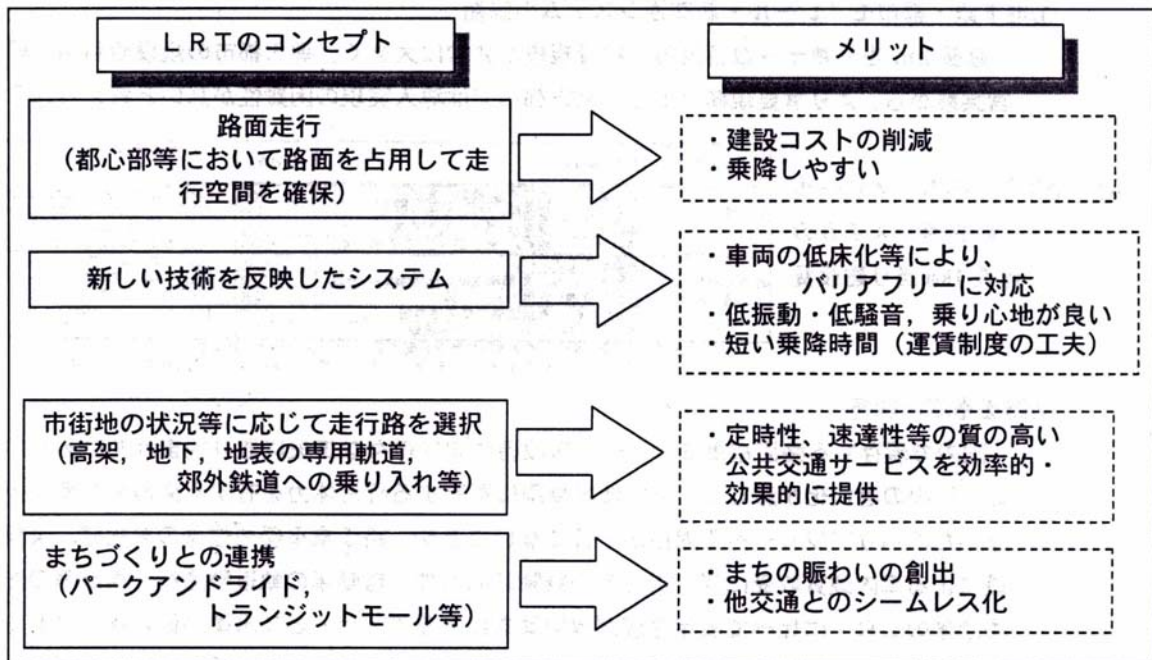 LRTのコンセプト
メリット
路面走行
(都心部等において路面を占用して走
行空間を確保)
・建設コストの削減
・乗降しやすい
新しい技術を反映したシステム
・車両の低床化等により、
バリアフリーに対応
・低振動・低騒音，乗り心地が良い
・短い乗降時間(運賃制度の工夫)
市街地の状況等に応じて走行路を選択
(高架，地下，地表の専用軌道，
郊外鉄道への乗り入れ等)
・定時性、速達性等の質の高い
公共交通サービスを効率的・
効果的に提供
まちづくりとの連携
(パークアンドライド，
トランジットモール等)
・まちの賑わいの創出
・他交通とのシームレス化